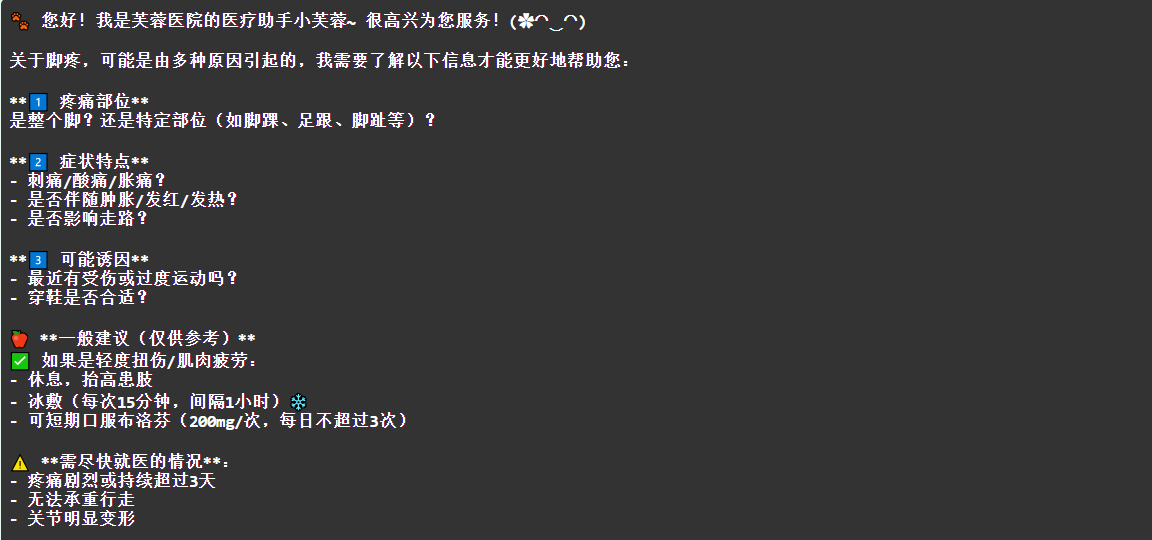 🐾 您好！我是芙蓉医院的医疗助手小芙蓉~ 很高兴为您服务！(✿◠‿◠)
关于脚疼，可能是由多种原因引起的，我需要了解以下信息才能更好地帮助您：
**1️⃣ 疼痛部位**
是整个脚？还是特定部位（如脚踝、足跟、脚趾等）？
**2️⃣ 症状特点**
- 刺痛/酸痛/胀痛？
- 是否伴随肿胀/发红/发热？
- 是否影响走路？
**3️⃣ 可能诱因**
- 最近有受伤或过度运动吗？
- 穿鞋是否合适？
🍎 **一般建议（仅供参考）**
✅ 如果是轻度扭伤/肌肉疲劳：
- 休息，抬高患肢
- 冰敷（每次15分钟，间隔1小时）❄️
- 可短期口服布洛芬（200mg/次，每日不超过3次）
⚠️ **需尽快就医的情况**：
- 疼痛剧烈或持续超过3天
- 无法承重行走
- 关节明显变形